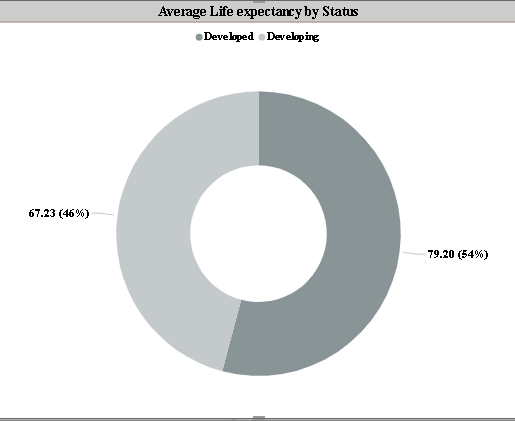 Average Life expectancy by Status
Developed Developing
67.23 (46%)
79.20 (54%)